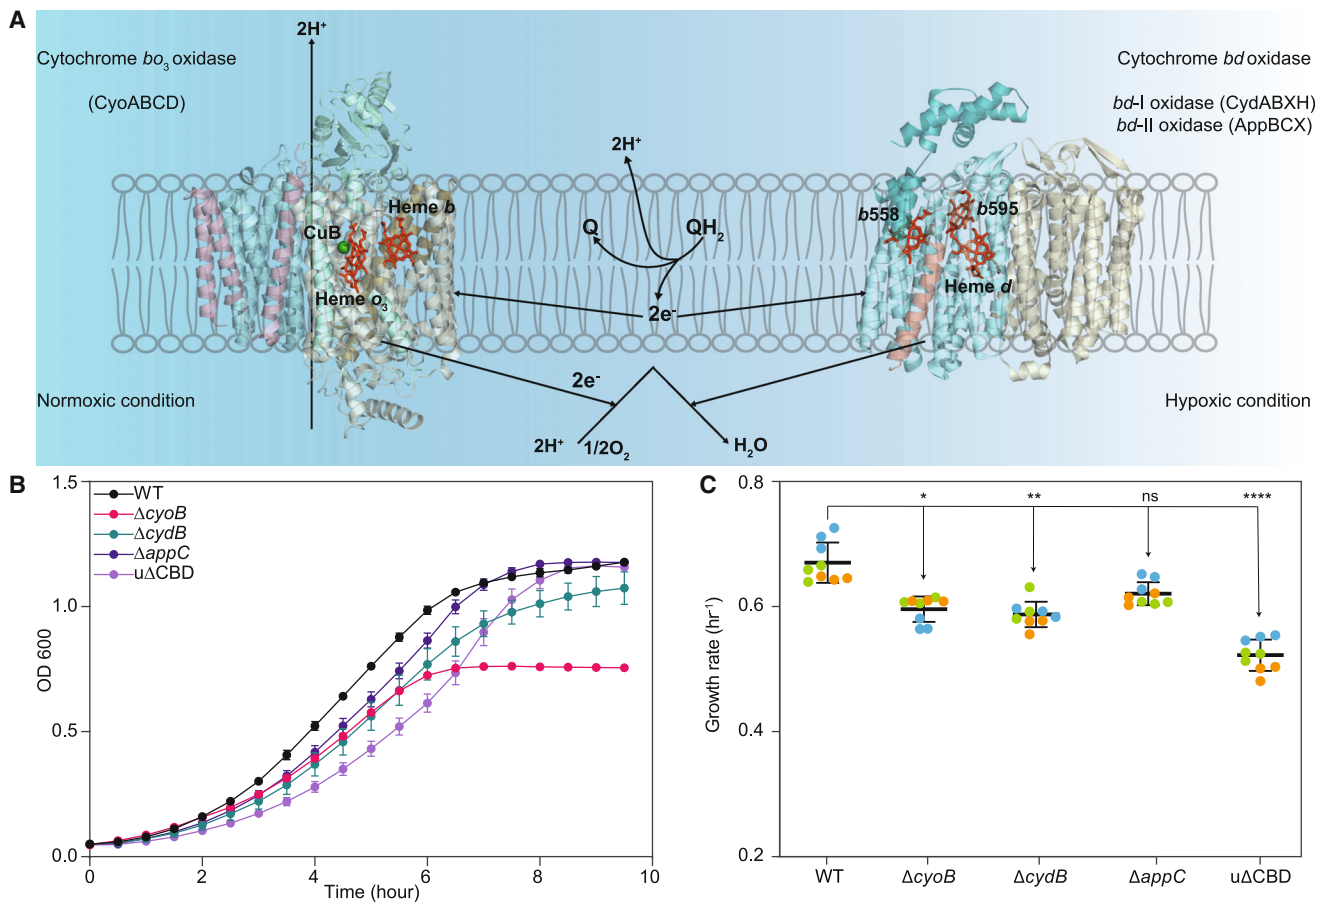 A
Cytochrome bo3 oxidase
(CyoABCD)
2H+
Cytochrome bd oxidase
bd-I oxidase (CydABXH)
bd-II oxidase (AppBCX)
2H+
Heme b
CuB
Heme o3
Q
QH2
b558
b595
Heme d
2e-
2e-
Normoxic condition
Hypoxic condition
2H+
1/2O2
H2O
B
1.5
1.0
0.5
0.0
OD 600
WT
ΔcyoB
ΔcydB
ΔappC
uΔCBD
0
2
4
6
8
10
Time (hour)
C
0.8
0.6
0.4
0.2
Growth rate (hr-1)
*
**
ns
****
WT
ΔcyoB
ΔcydB
ΔappC
uΔCBD